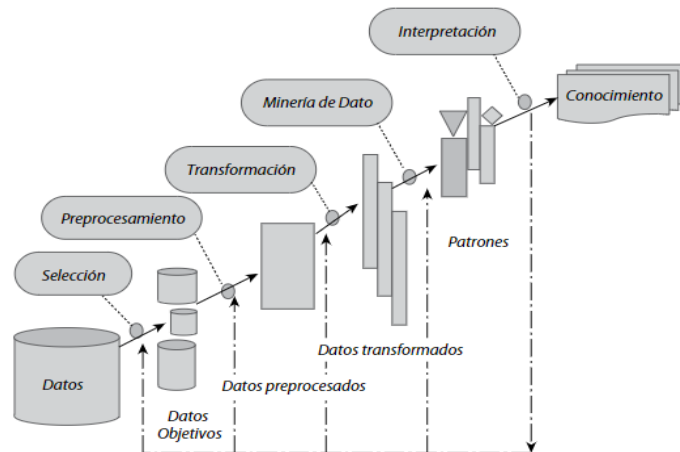 Interpretación
Conocimiento
Minería de Dato
Transformación
Preprocesamiento
Patrones
Selección
Datos transformados
Datos
Datos preprocesados
Datos
Objetivos